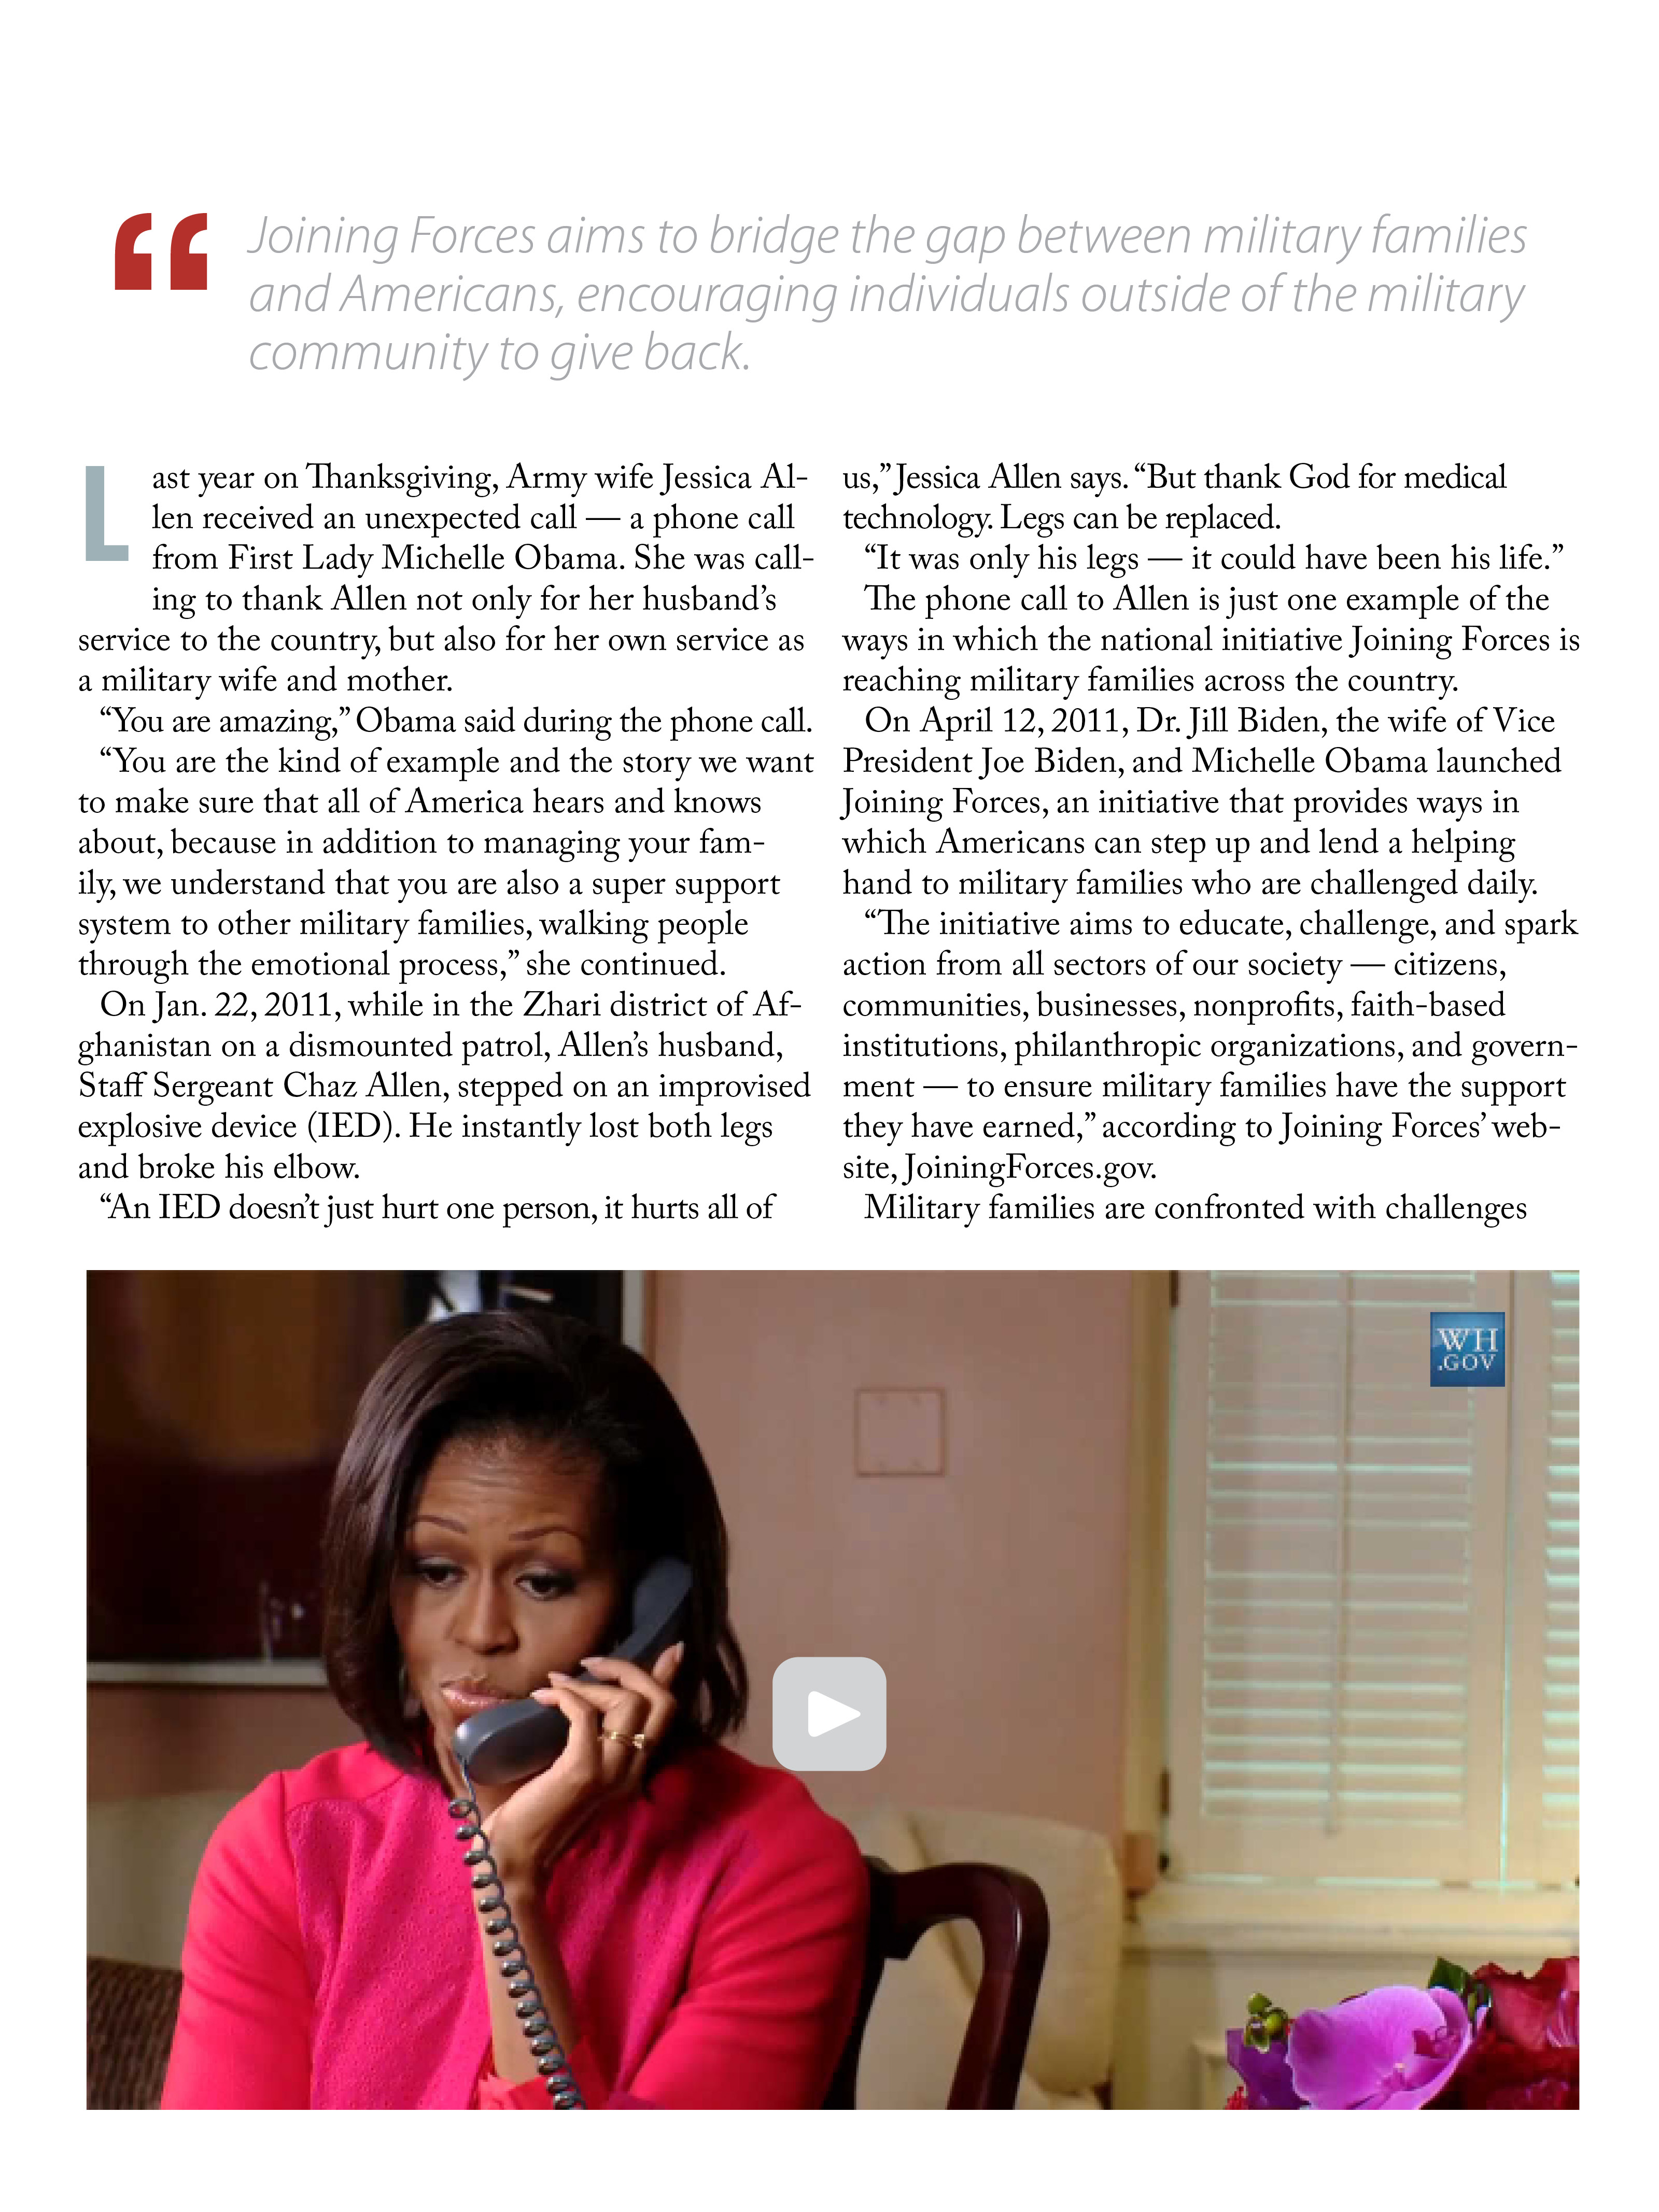 “
Joining Forces aims to bridge the gap between military families
and Americans, encouraging individuals outside of the military
community to give back.
Last year on Thanksgiving, Army wife Jessica Al-
len received an unexpected call — a phone call
from First Lady Michelle Obama. She was call-
ing to thank Allen not only for her husband’s
service to the country, but also for her own service as
a military wife and mother.
“You are amazing,” Obama said during the phone call.
“You are the kind of example and the story we want
to make sure that all of America hears and knows
about, because in addition to managing your fam-
ily, we understand that you are also a super support
system to other military families, walking people
through the emotional process,” she continued.
On Jan. 22, 2011, while in the Zhari district of Af-
ghanistan on a dismounted patrol, Allen’s husband,
Staff Sergeant Chaz Allen, stepped on an improvised
explosive device (IED). He instantly lost both legs
and broke his elbow.
“An IED doesn’t just hurt one person, it hurts all of
us,” Jessica Allen says. “But thank God for medical
technology. Legs can be replaced.
“It was only his legs — it could have been his life.”
The phone call to Allen is just one example of the
ways in which the national initiative Joining Forces is
reaching military families across the country.
On April 12, 2011, Dr. Jill Biden, the wife of Vice
President Joe Biden, and Michelle Obama launched
Joining Forces, an initiative that provides ways in
which Americans can step up and lend a helping
hand to military families who are challenged daily.
“The initiative aims to educate, challenge, and spark
action from all sectors of our society — citizens,
communities, businesses, nonprofits, faith-based
institutions, philanthropic organizations, and govern-
ment — to ensure military families have the support
they have earned,” according to Joining Forces’ web-
site, JoiningForces.gov.
Military families are confronted with challenges
WH
.GOV